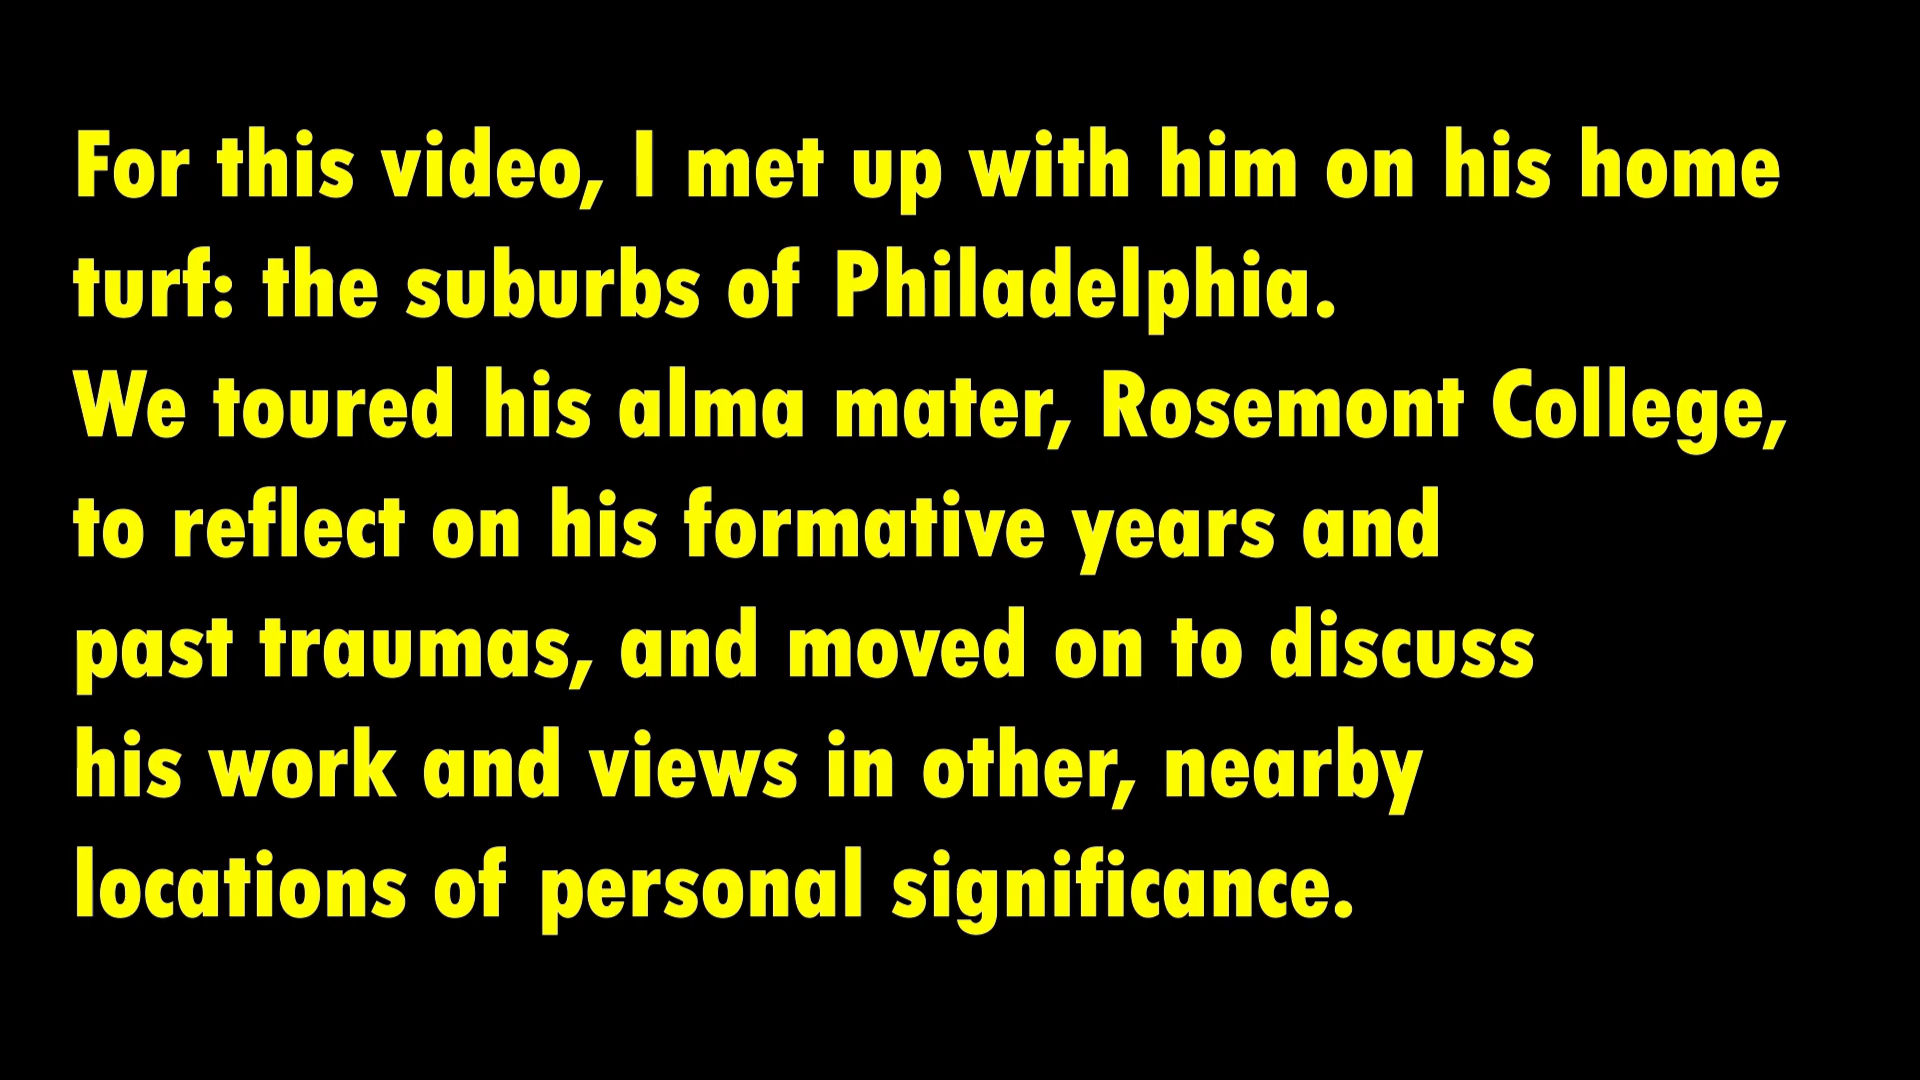 For this video, I met up with him on his home
turf: the suburbs of Philadelphia.
We toured his alma mater, Rosemont College,
to reflect on his formative years and
past traumas, and moved on to discuss
his work and views in other, nearby
locations of personal significance.